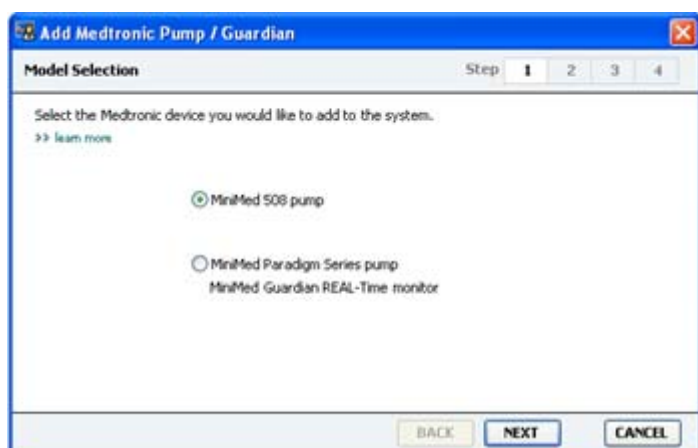 Add Medtronic Pump / Guardian
Model Selection Step 1 2 3 4
Select the Medtronic device you would like to add to the system.
>> learn more
MiniMed 508 pump
MiniMed Paradigm Series pump
MiniMed Guardian REAL-Time monitor
BACK NEXT CANCEL